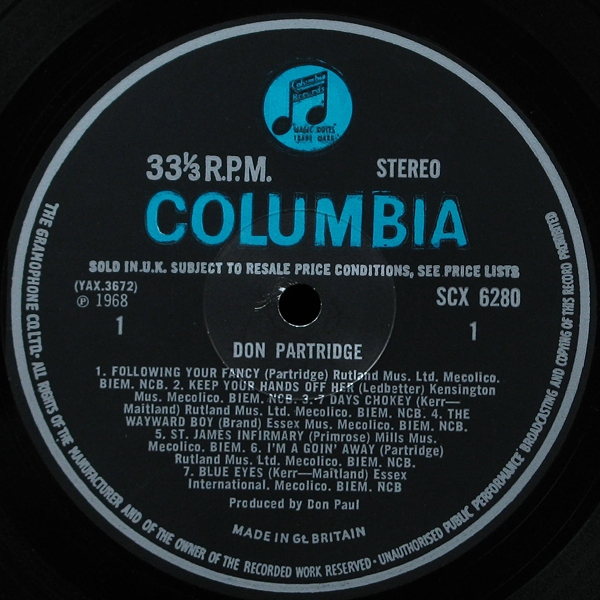 Columbia
Records
"MAGIC NOTES"
TRADE MARK
33⅓ R.P.M.
STEREO
COLUMBIA
SOLD IN U.K. SUBJECT TO RESALE PRICE CONDITIONS, SEE PRICE LISTS
(YAX.3672)
℗ 1968
SCX 6280
1
1
DON PARTRIDGE
1. FOLLOWING YOUR FANCY (Partridge) Rutland Mus. Ltd. Mecolico.
BIEM. NCB. 2. KEEP YOUR HANDS OFF HER (Ledbetter) Kensington
Mus. Mecolico. BIEM. NCB. 3. 7 DAYS CHOKEY (Kerr—
Maitland) Rutland Mus. Ltd. Mecolico. BIEM. NCB. 4. THE
WAYWARD BOY (Brand) Essex Mus. Mecolico. BIEM. NCB.
5. ST. JAMES INFIRMARY (Primrose) Mills Mus.
Mecolico. BIEM. 6. I'M A GOIN' AWAY (Partridge)
Rutland Mus. Ltd. Mecolico. BIEM. NCB.
7. BLUE EYES (Kerr—Maitland) Essex
International. Mecolico. BIEM. NCB
Produced by Don Paul
MADE IN Gt. BRITAIN
THE GRAMOPHONE CO. LTD. · ALL RIGHTS OF THE MANUFACTURER AND OF THE OWNER OF THE RECORDED WORK RESERVED · UNAUTHORISED PUBLIC PERFORMANCE BROADCASTING AND COPYING OF THIS RECORD PROHIBITED